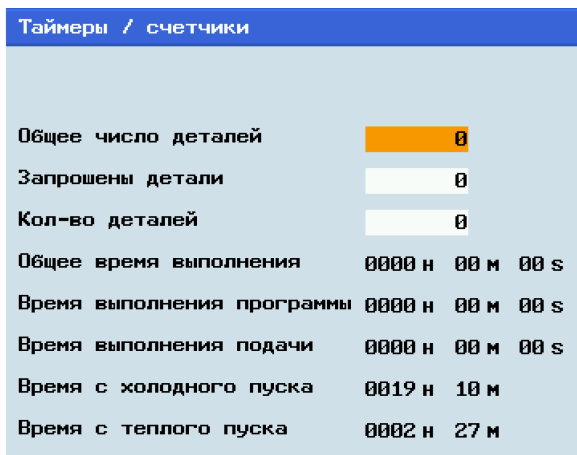 Таймеры / счетчики
Общее число деталей 0
Запрошены детали 0
Кол-во деталей 0
Общее время выполнения 0000 н 00 м 00 s
Время выполнения программы 0000 н 00 м 00 s
Время выполнения подачи 0000 н 00 м 00 s
Время с холодного пуска 0019 н 10 м
Время с теплого пуска 0002 н 27 м